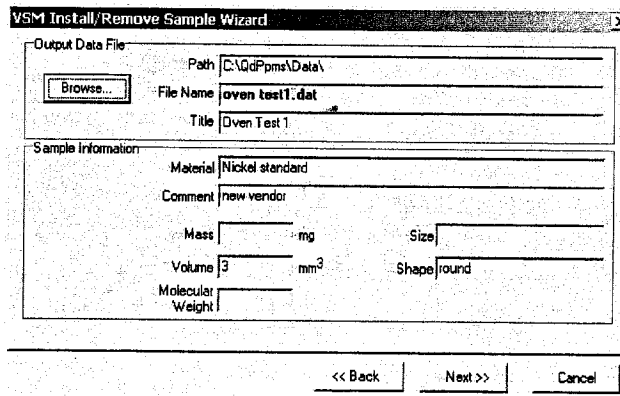 VSM Install/Remove Sample Wizard
Output Data File
Path C:\QdPpms\Data\
Browse...
File Name oven test1.dat
Title Oven Test 1
Sample Information
Material Nickel standard
Comment new vendor
Mass mg Size
Volume 3 mm3 Shape round
Molecular
Weight
<< Back Next >> Cancel